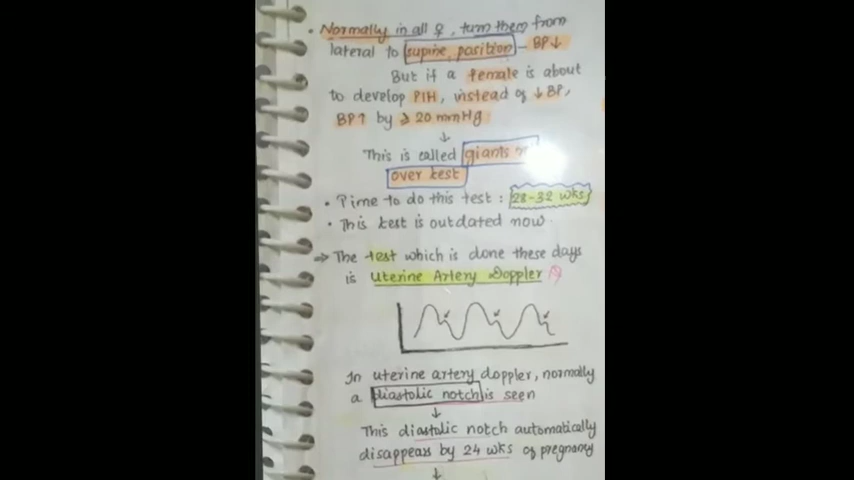 • Normally in all ♀, turn them from
lateral to supine position – BP↓
But if a female is about
to develop PIH, instead of ↓ BP,
BP↑ by ≥ 20 mmHg
↓
This is called giants
over test
• Time to do this test: 28-32 wks
• This test is outdated now.
⇒ The test which is done these days
is Uterine Artery Doppler
In uterine artery doppler, normally
a diastolic notch is seen
↓
This diastolic notch automatically
disappears by 24 wks of pregnancy
↓